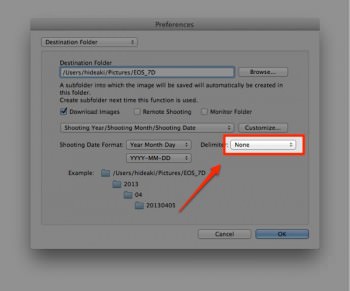 Preferences
Destination Folder
Destination Folder
/Users/hideaki/Pictures/EOS_7D
Browse...
A subfolder into which the image will be saved will automatically be created in
this folder.
Create subfolder next time this function is used.
Download Images Remote Shooting Monitor Folder
Shooting Year/Shooting Month/Shooting Date Customize...
Shooting Date Format: Year Month Day Delimiter: None
YYYY-MM-DD
Example: /Users/hideaki/Pictures/EOS_7D
2013
04
20130405
Cancel OK